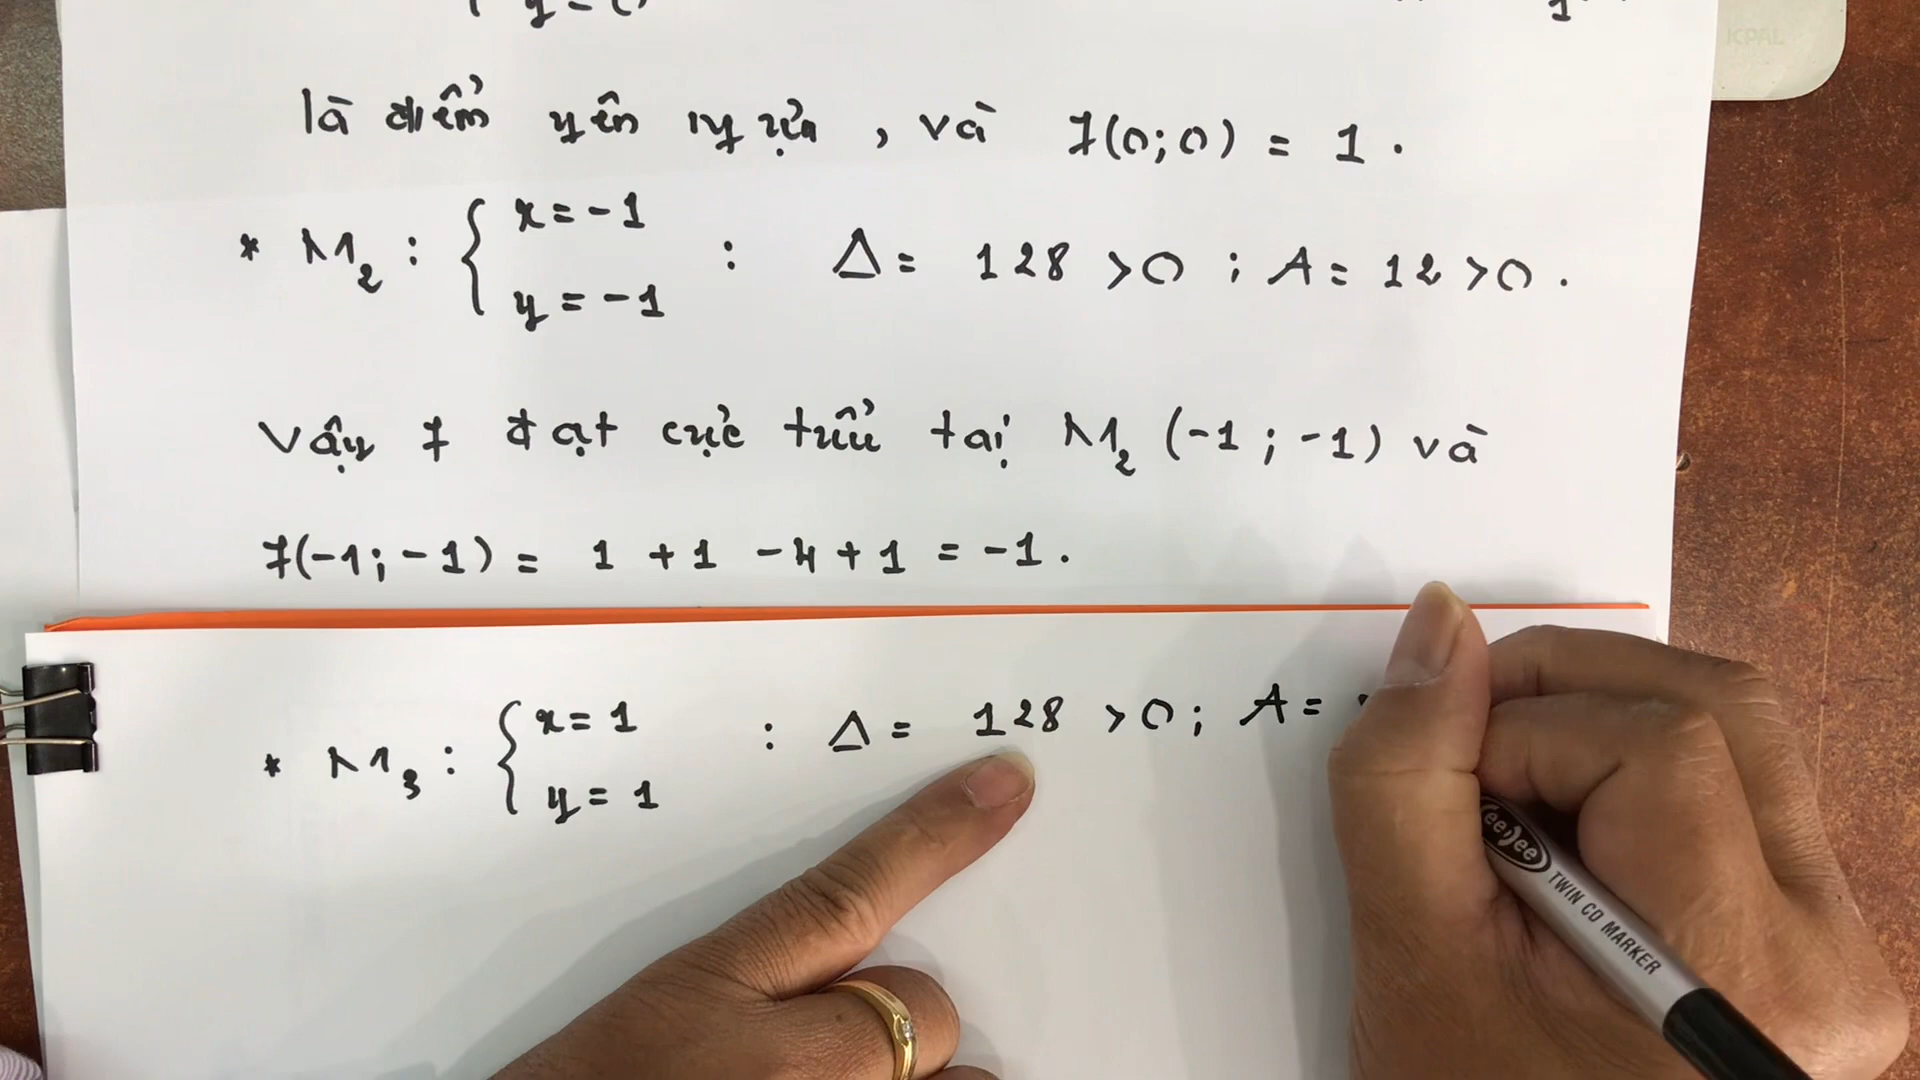 là điểm yên ngựa, và f(0;0) = 1.
* M₂ : { x = -1
y = -1 : Δ = 128 > 0 ; A = 12 > 0.
Vậy f đạt cực tiểu tại M₂ (-1 ; -1) và
f(-1; -1) = 1 + 1 - 4 + 1 = -1.
* M₃ : { x = 1
y = 1 : Δ = 128 > 0 ; A =
TWIN CD MARKER